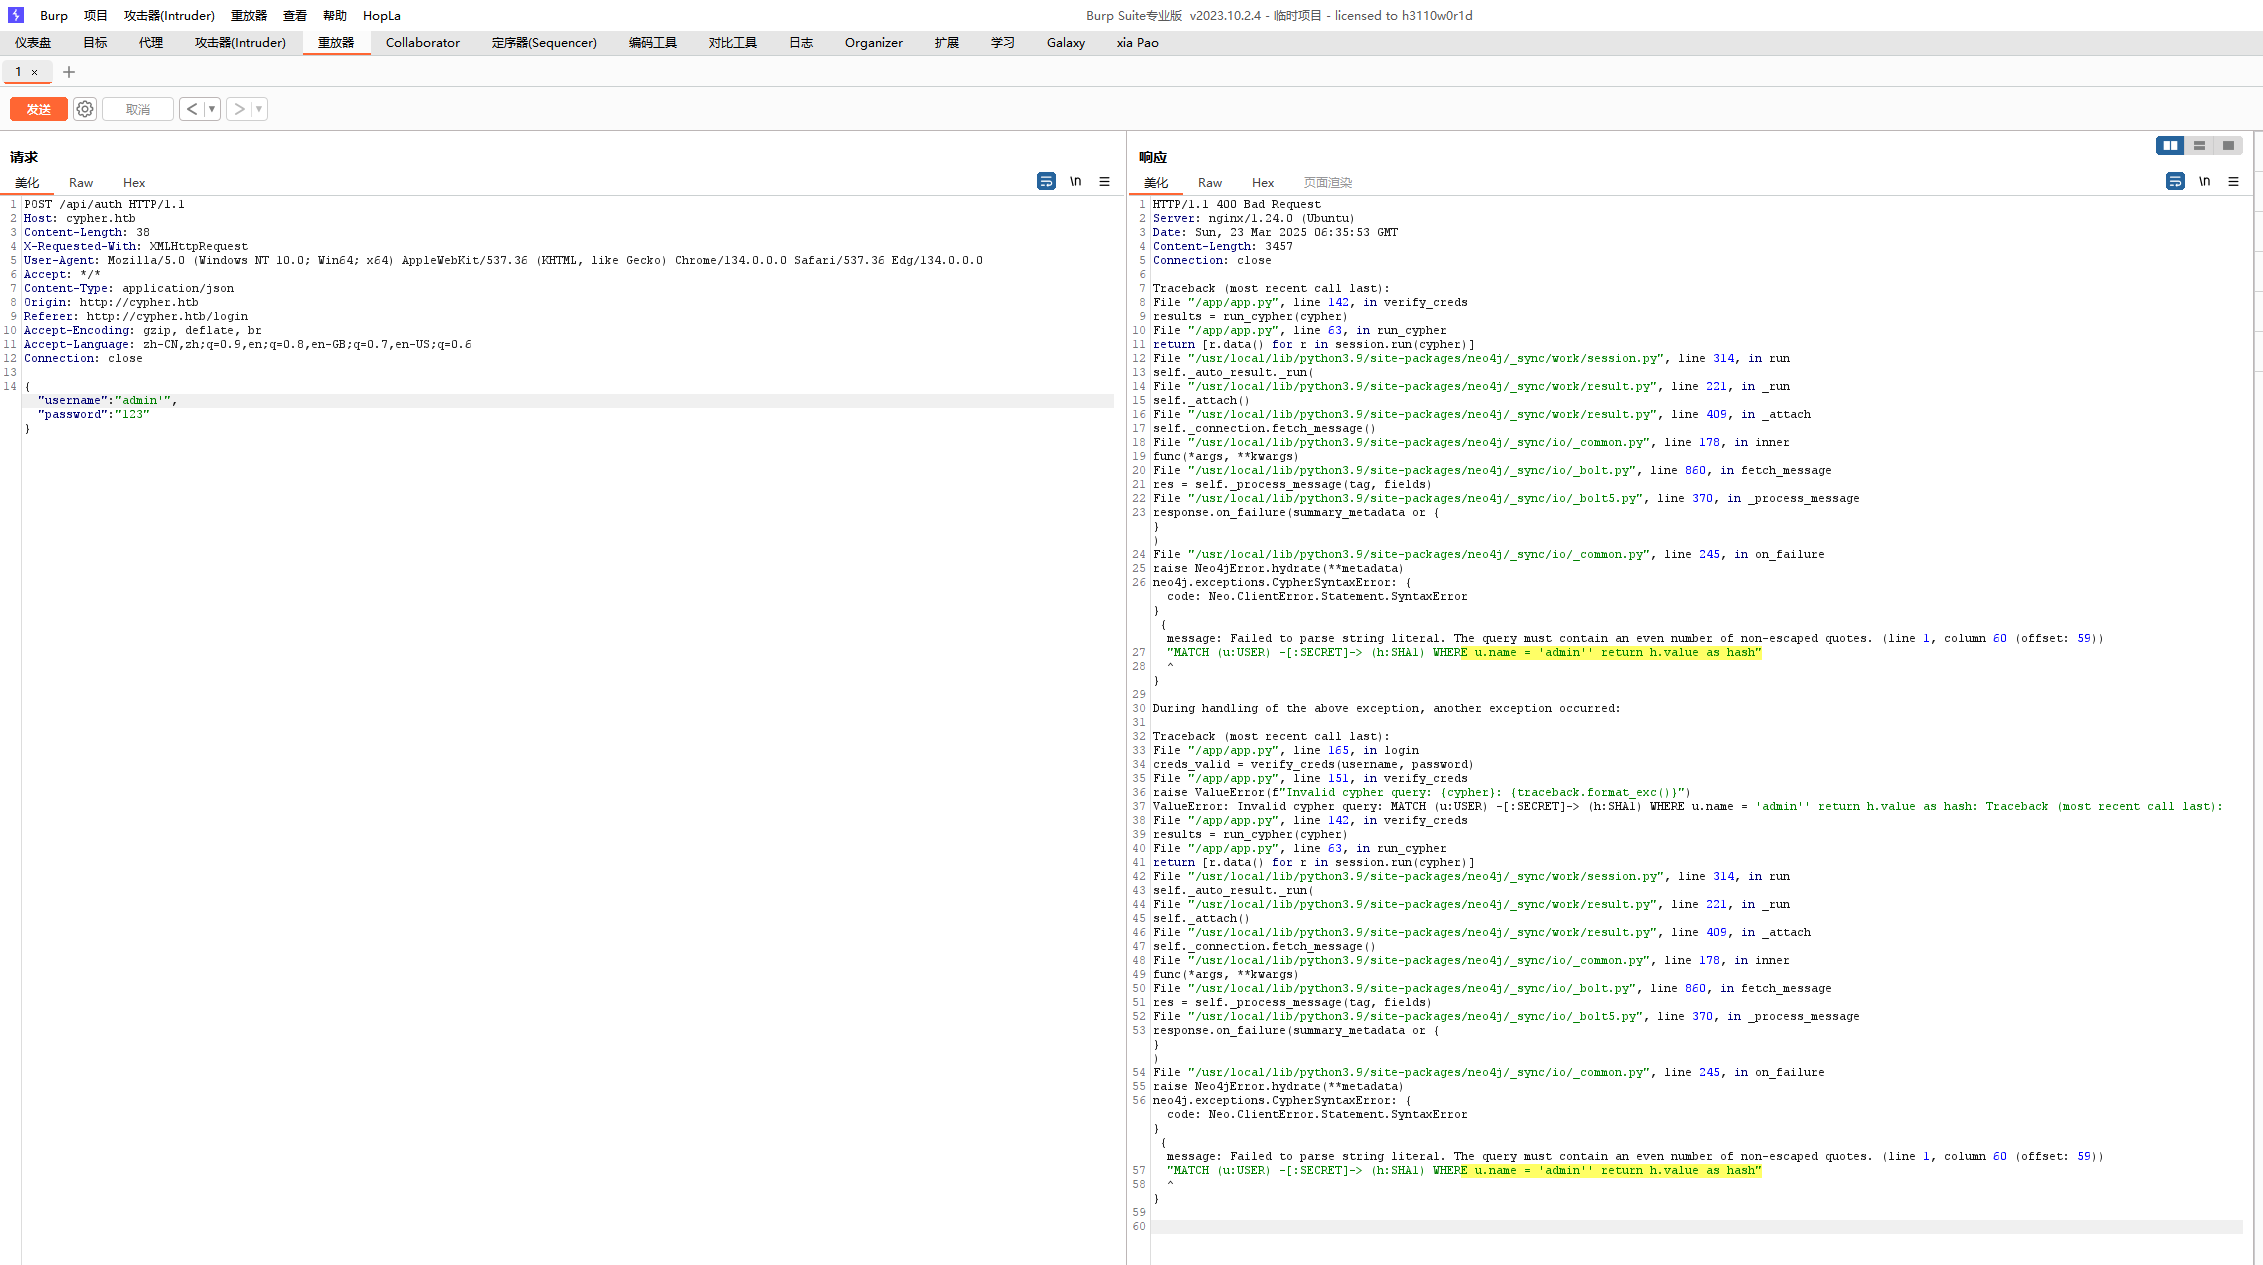 Burp 项目 攻击器(Intruder) 重放器 查看 帮助 HopLa
Burp Suite专业版 v2023.10.2.4 - 临时项目 - licensed to h3110w0r1d
仪表盘 目标 代理 攻击器(Intruder) 重放器 Collaborator 定序器(Sequencer) 编码工具 对比工具 日志 Organizer 扩展 学习 Galaxy xia Pao
1 ×
发送 取消
请求
美化 Raw Hex
\n
1 POST /api/auth HTTP/1.1
2 Host: cypher.htb
3 Content-Length: 38
4 X-Requested-With: XMLHttpRequest
5 User-Agent: Mozilla/5.0 (Windows NT 10.0; Win64; x64) AppleWebKit/537.36 (KHTML, like Gecko) Chrome/134.0.0.0 Safari/537.36 Edg/134.0.0.0
6 Accept: */*
7 Content-Type: application/json
8 Origin: http://cypher.htb
9 Referer: http://cypher.htb/login
10 Accept-Encoding: gzip, deflate, br
11 Accept-Language: zh-CN,zh;q=0.9,en;q=0.8,en-GB;q=0.7,en-US;q=0.6
12 Connection: close
13
14 {
"username":"admin'",
"password":"123"
}
响应
美化 Raw Hex 页面渲染
\n
1 HTTP/1.1 400 Bad Request
2 Server: nginx/1.24.0 (Ubuntu)
3 Date: Sun, 23 Mar 2025 06:35:53 GMT
4 Content-Length: 3457
5 Connection: close
6
7 Traceback (most recent call last):
8 File "/app/app.py", line 142, in verify_creds
9 results = run_cypher(cypher)
10 File "/app/app.py", line 63, in run_cypher
11 return [r.data() for r in session.run(cypher)]
12 File "/usr/local/lib/python3.9/site-packages/neo4j/_sync/work/session.py", line 314, in run
13 self._auto_result._run(
14 File "/usr/local/lib/python3.9/site-packages/neo4j/_sync/work/result.py", line 221, in _run
15 self._attach()
16 File "/usr/local/lib/python3.9/site-packages/neo4j/_sync/work/result.py", line 409, in _attach
17 self._connection.fetch_message()
18 File "/usr/local/lib/python3.9/site-packages/neo4j/_sync/io/_common.py", line 178, in inner
19 func(*args, **kwargs)
20 File "/usr/local/lib/python3.9/site-packages/neo4j/_sync/io/_bolt.py", line 860, in fetch_message
21 res = self._process_message(tag, fields)
22 File "/usr/local/lib/python3.9/site-packages/neo4j/_sync/io/_bolt5.py", line 370, in _process_message
23 response.on_failure(summary_metadata or {
}
)
24 File "/usr/local/lib/python3.9/site-packages/neo4j/_sync/io/_common.py", line 245, in on_failure
25 raise Neo4jError.hydrate(**metadata)
26 neo4j.exceptions.CypherSyntaxError: {
code: Neo.ClientError.Statement.SyntaxError
}
{
message: Failed to parse string literal. The query must contain an even number of non-escaped quotes. (line 1, column 60 (offset: 59))
27 "MATCH (u:USER) -[:SECRET]-> (h:SHA1) WHERE u.name = 'admin'' return h.value as hash"
28 ^
}
29
30 During handling of the above exception, another exception occurred:
31
32 Traceback (most recent call last):
33 File "/app/app.py", line 165, in login
34 creds_valid = verify_creds(username, password)
35 File "/app/app.py", line 151, in verify_creds
36 raise ValueError(f"Invalid cypher query: {cypher}: {traceback.format_exc()}")
37 ValueError: Invalid cypher query: MATCH (u:USER) -[:SECRET]-> (h:SHA1) WHERE u.name = 'admin'' return h.value as hash: Traceback (most recent call last):
38 File "/app/app.py", line 142, in verify_creds
39 results = run_cypher(cypher)
40 File "/app/app.py", line 63, in run_cypher
41 return [r.data() for r in session.run(cypher)]
42 File "/usr/local/lib/python3.9/site-packages/neo4j/_sync/work/session.py", line 314, in run
43 self._auto_result._run(
44 File "/usr/local/lib/python3.9/site-packages/neo4j/_sync/work/result.py", line 221, in _run
45 self._attach()
46 File "/usr/local/lib/python3.9/site-packages/neo4j/_sync/work/result.py", line 409, in _attach
47 self._connection.fetch_message()
48 File "/usr/local/lib/python3.9/site-packages/neo4j/_sync/io/_common.py", line 178, in inner
49 func(*args, **kwargs)
50 File "/usr/local/lib/python3.9/site-packages/neo4j/_sync/io/_bolt.py", line 860, in fetch_message
51 res = self._process_message(tag, fields)
52 File "/usr/local/lib/python3.9/site-packages/neo4j/_sync/io/_bolt5.py", line 370, in _process_message
53 response.on_failure(summary_metadata or {
}
)
54 File "/usr/local/lib/python3.9/site-packages/neo4j/_sync/io/_common.py", line 245, in on_failure
55 raise Neo4jError.hydrate(**metadata)
56 neo4j.exceptions.CypherSyntaxError: {
code: Neo.ClientError.Statement.SyntaxError
}
{
message: Failed to parse string literal. The query must contain an even number of non-escaped quotes. (line 1, column 60 (offset: 59))
57 "MATCH (u:USER) -[:SECRET]-> (h:SHA1) WHERE u.name = 'admin'' return h.value as hash"
58 ^
}
59
60